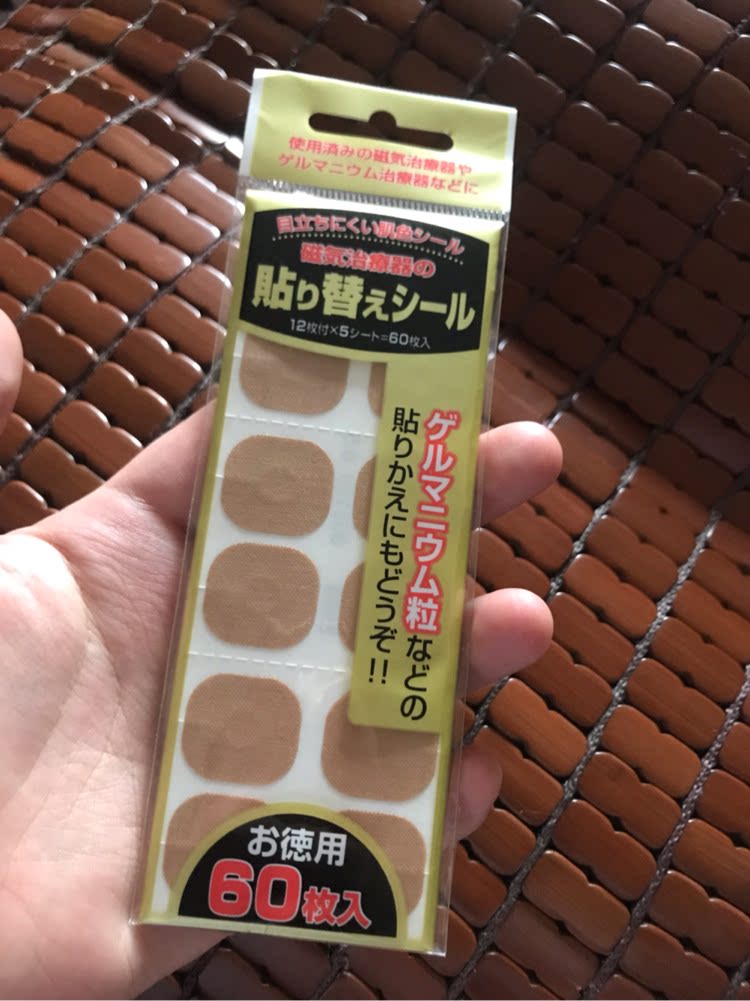 使用済みの磁気治療器や
ゲルマニウム治療器などに
目立ちにくい肌色シール
磁気治療器の
貼り替えシール
12枚付×5シート=60枚入
ゲルマニウム粒などの
貼りかえにもどうぞ!!
お徳用
60枚入